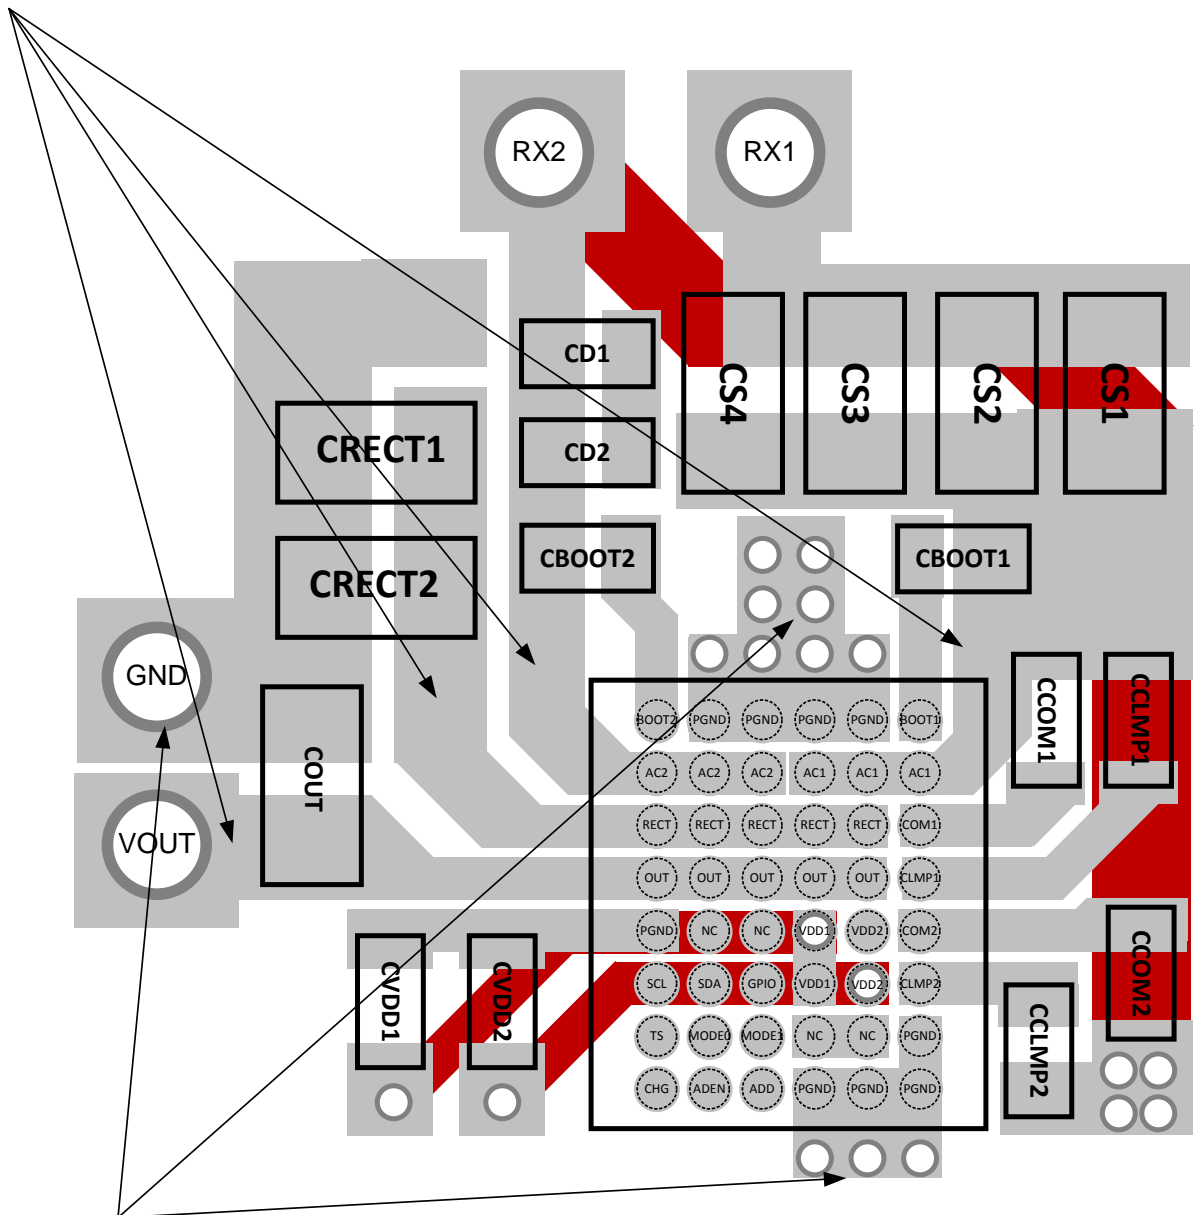 RX2 RX1
CD1
CS4 CS3 CS2 CS1
CRECT1 CD2
CRECT2 CBOOT2 CBOOT1
GND
CCOM1 CCLMP1
COUT
VOUT
BOOT2 PGND PGND PGND PGND BOOT1
AC2 AC2 AC2 AC1 AC1 AC1
RECT RECT RECT RECT RECT COM1
OUT OUT OUT OUT OUT CLMP1
PGND NC NC VDD1 VDD2 COM2
SCL SDA GPIO VDD1 VDD2 CLMP2
TS MODE0 MODE1 NC NC PGND
CHG ADEN ADD PGND PGND PGND
CVDD1 CVDD2
CCOM2
CCLMP2